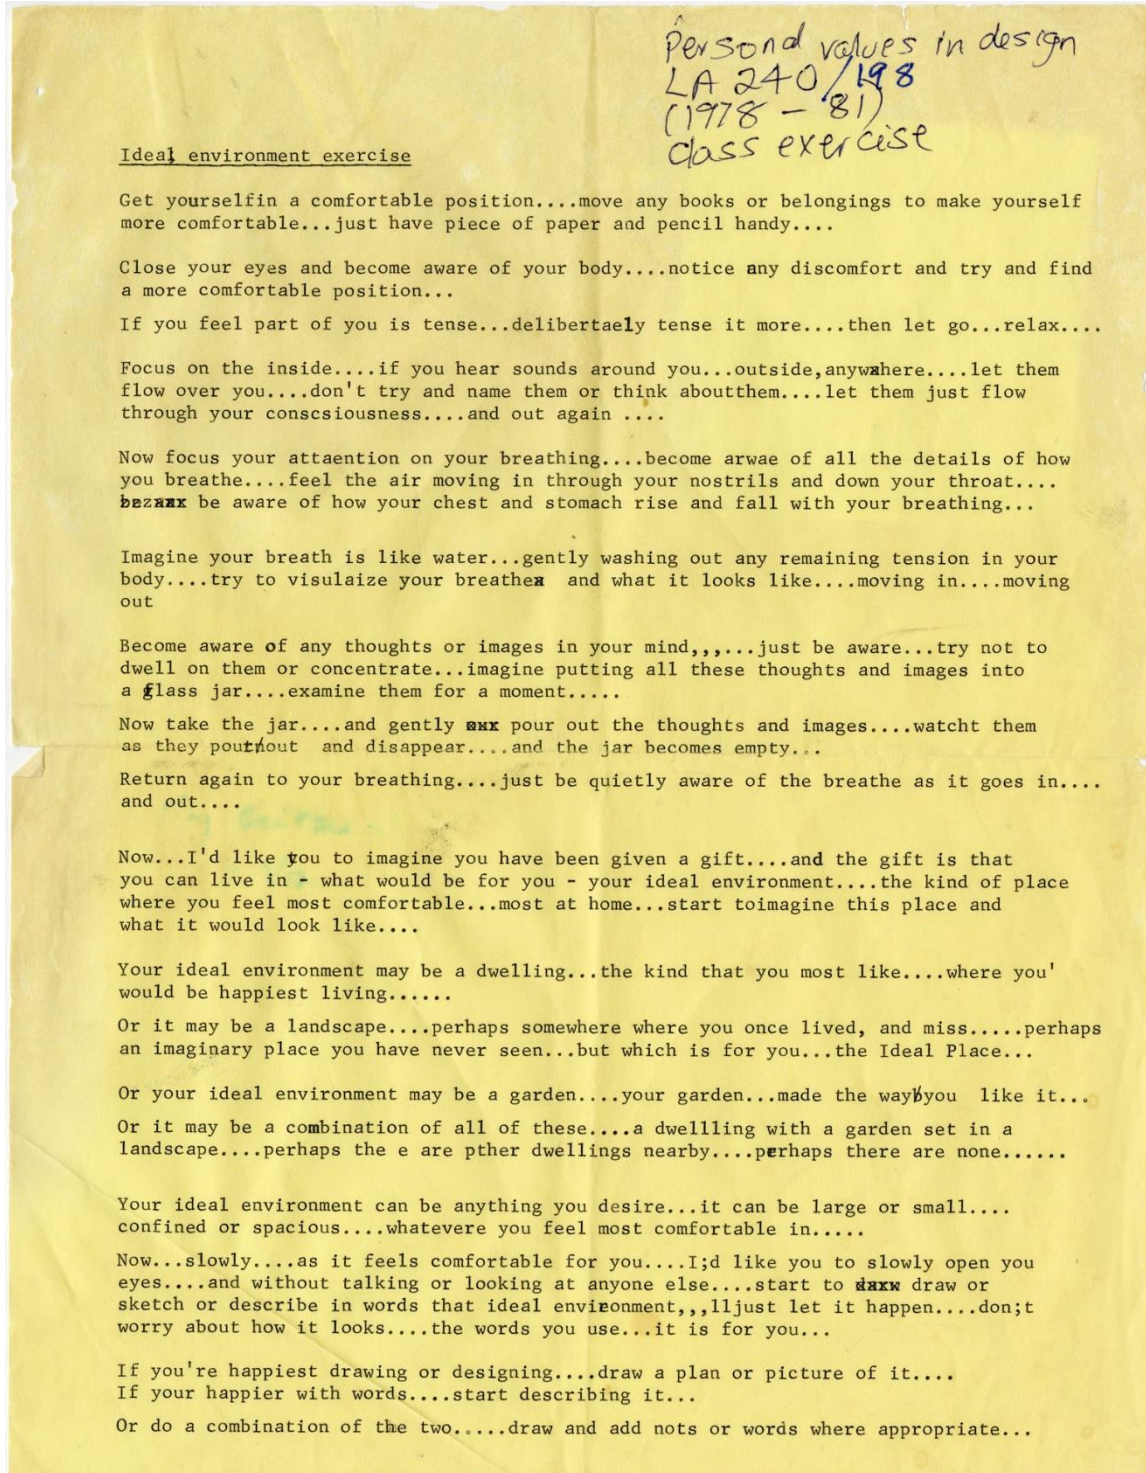 Personal values in design
LA 240/198
(1978 - '81)
class exercise
Ideal environment exercise
Get yourselfin a comfortable position....move any books or belongings to make yourself
more comfortable...just have piece of paper and pencil handy....
Close your eyes and become aware of your body....notice any discomfort and try and find
a more comfortable position...
If you feel part of you is tense...delibertaely tense it more....then let go...relax....
Focus on the inside....if you hear sounds around you...outside,anywhere....let them
flow over you....don't try and name them or think aboutthem....let them just flow
through your conscsiousness....and out again ....
Now focus your attaention on your breathing....become arwae of all the details of how
you breathe....feel the air moving in through your nostrils and down your throat....
be aware of how your chest and stomach rise and fall with your breathing...
Imagine your breath is like water...gently washing out any remaining tension in your
body....try to visulaize your breathe and what it looks like....moving in....moving
out
Become aware of any thoughts or images in your mind,,,...just be aware...try not to
dwell on them or concentrate...imagine putting all these thoughts and images into
a glass jar....examine them for a moment.....
Now take the jar....and gently pour out the thoughts and images....watcht them
as they pout out and disappear....and the jar becomes empty...
Return again to your breathing....just be quietly aware of the breathe as it goes in....
and out....
Now...I'd like you to imagine you have been given a gift....and the gift is that
you can live in - what would be for you - your ideal environment....the kind of place
where you feel most comfortable...most at home...start toimagine this place and
what it would look like....
Your ideal environment may be a dwelling...the kind that you most like....where you'
would be happiest living......
Or it may be a landscape....perhaps somewhere where you once lived, and miss.....perhaps
an imaginary place you have never seen...but which is for you...the Ideal Place...
Or your ideal environment may be a garden....your garden...made the way you like it...
Or it may be a combination of all of these....a dwellling with a garden set in a
landscape....perhaps the e are pther dwellings nearby....perhaps there are none......
Your ideal environment can be anything you desire...it can be large or small....
confined or spacious....whatevere you feel most comfortable in.....
Now...slowly....as it feels comfortable for you....I;d like you to slowly open you
eyes....and without talking or looking at anyone else....start to draw or
sketch or describe in words that ideal environment,,,lljust let it happen....don;t
worry about how it looks....the words you use...it is for you...
If you're happiest drawing or designing....draw a plan or picture of it....
If your happier with words....start describing it...
Or do a combination of the two.....draw and add nots or words where appropriate...